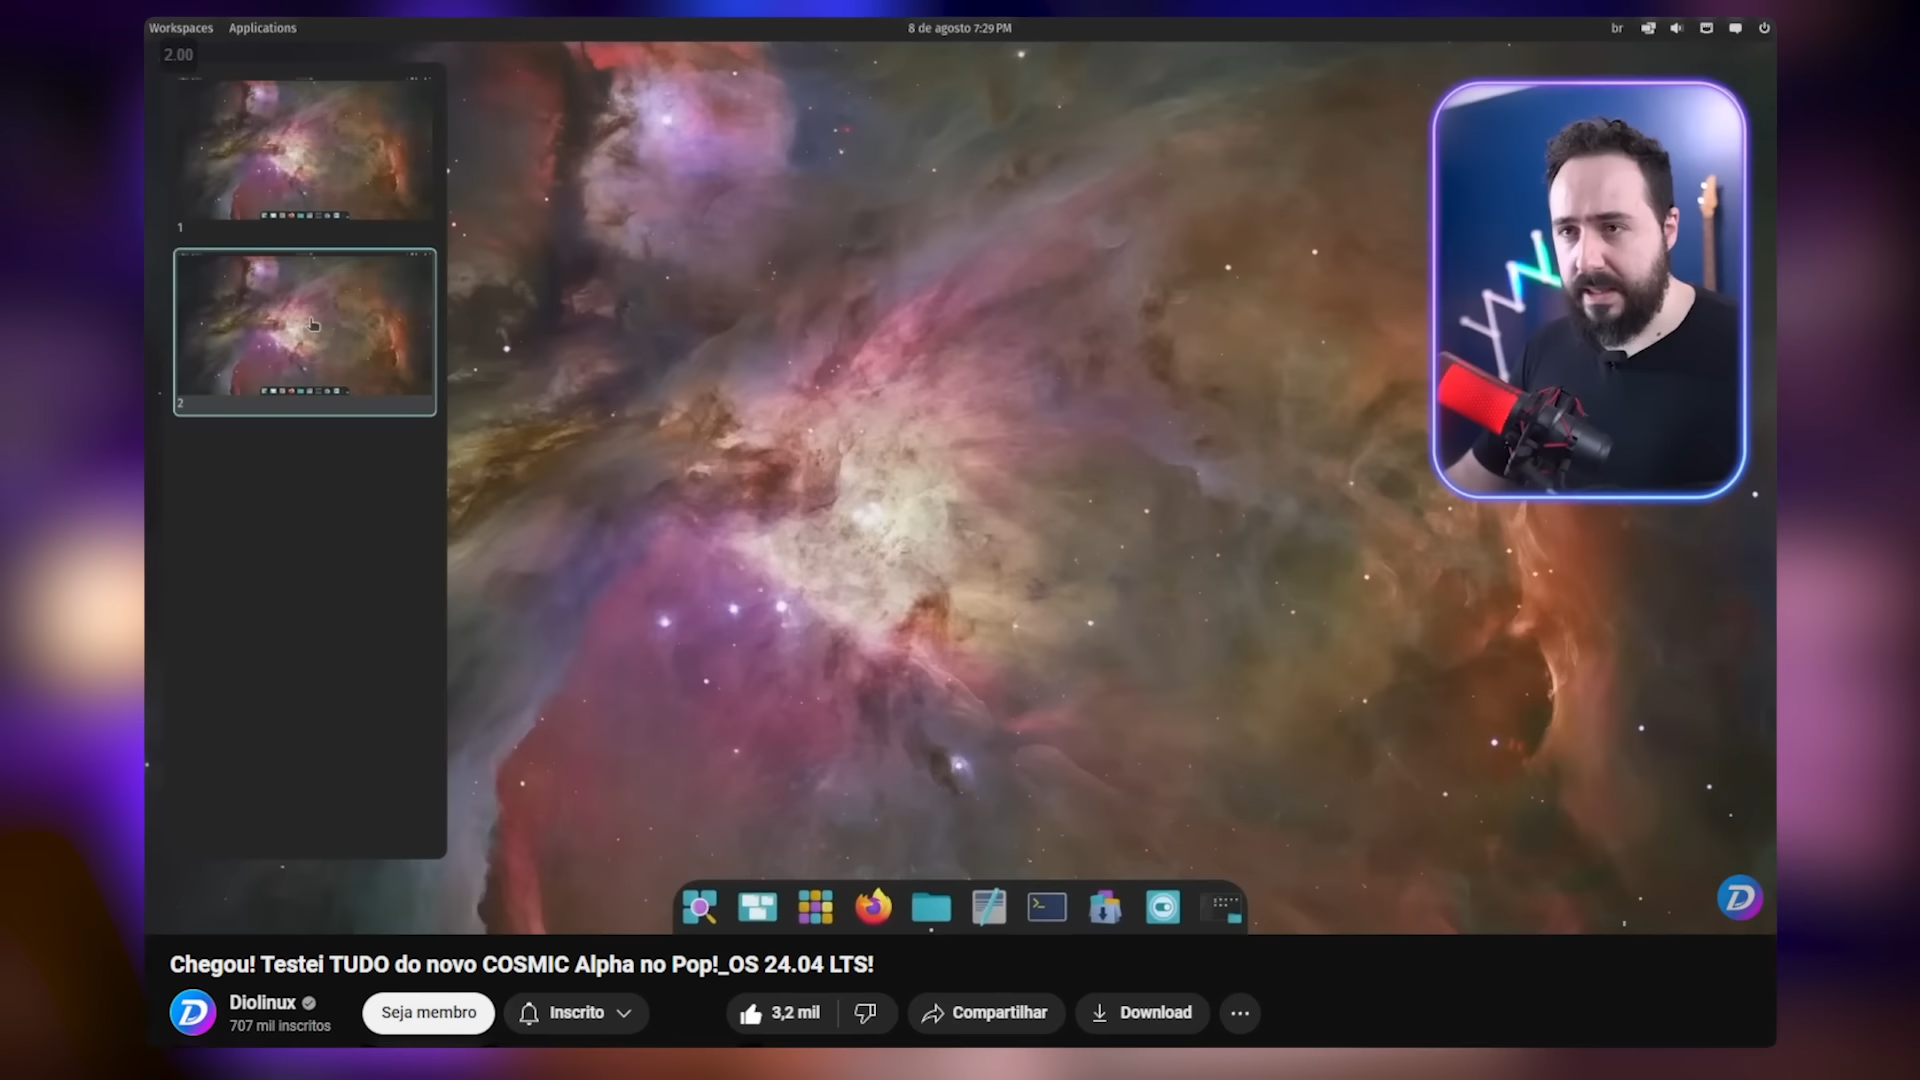 Workspaces Applications 8 de agosto 7:29 PM br
2.00
1
2
Chegou! Testei TUDO do novo COSMIC Alpha no Pop!_OS 24.04 LTS!
Diolinux
707 mil inscritos
Seja membro
Inscrito
3,2 mil
Compartilhar
Download